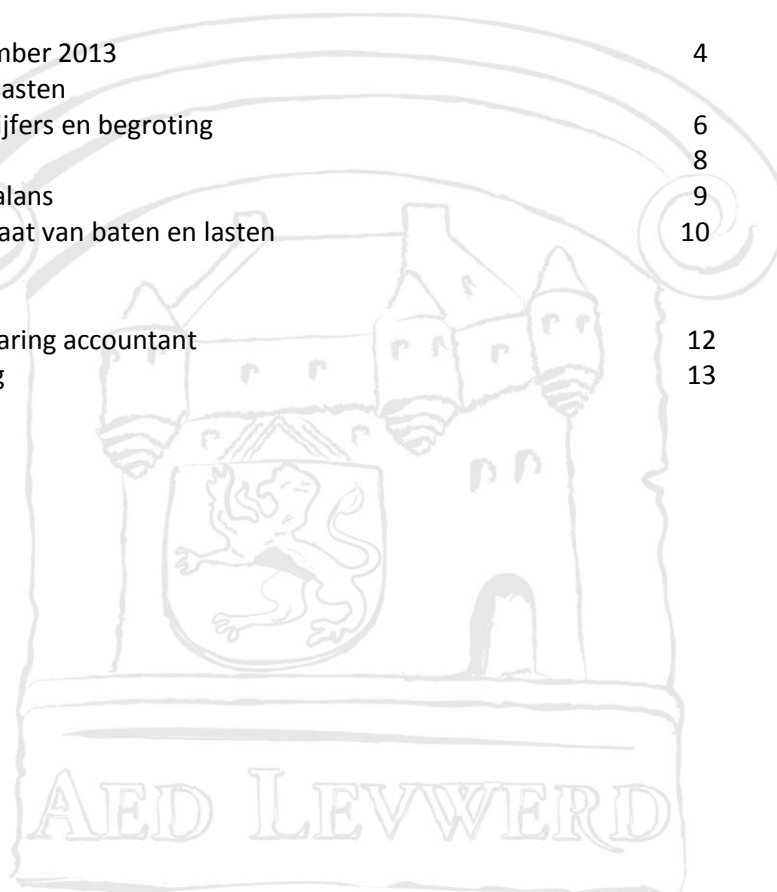 mber 2013 4
asten
ijfers en begroting 6
8
alans 9
aat van baten en lasten 10
aring accountant 12
g 13
AED LEVWERD